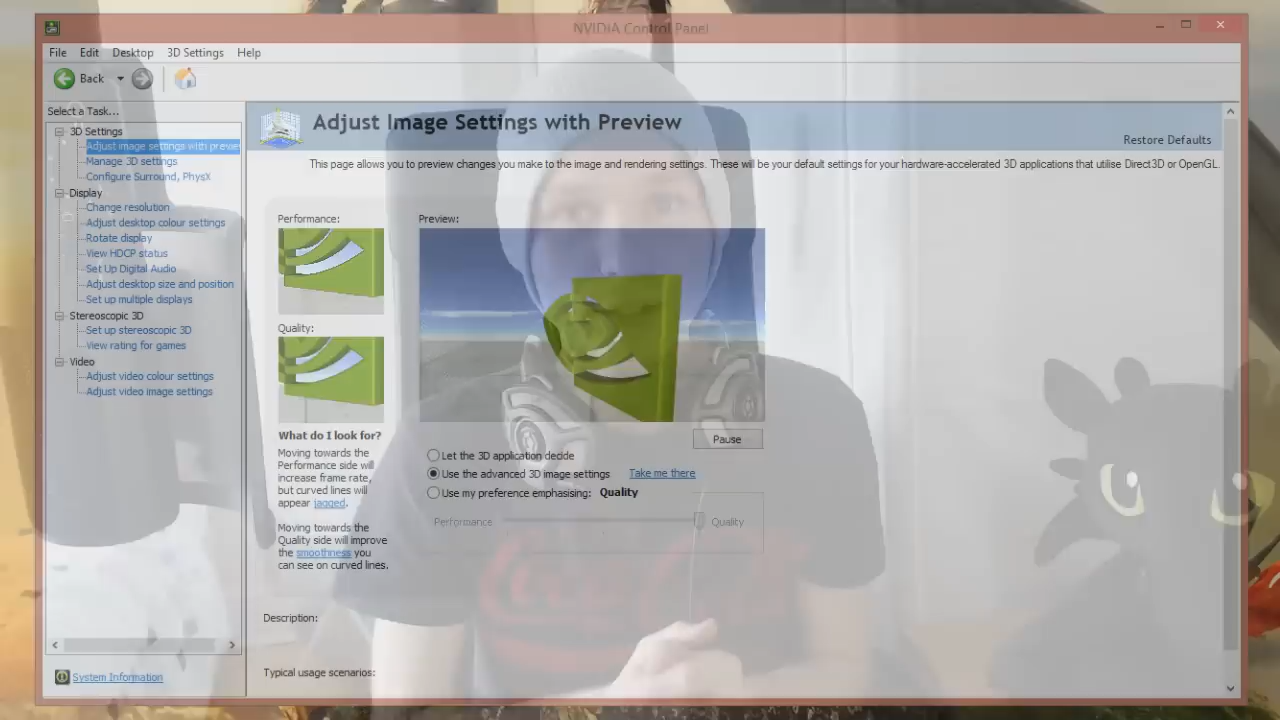 NVIDIA Control Panel
File Edit Desktop 3D Settings Help
Back
Select a Task...
3D Settings
Adjust image settings with preview
Manage 3D settings
Configure Surround, PhysX
Display
Change resolution
Adjust desktop colour settings
Rotate display
View HDCP status
Set Up Digital Audio
Adjust desktop size and position
Set up multiple displays
Stereoscopic 3D
Set up stereoscopic 3D
View rating for games
Video
Adjust video colour settings
Adjust video image settings
System Information
Adjust Image Settings with Preview
Restore Defaults
This page allows you to preview changes you make to the image and rendering settings. These will be your default settings for your hardware-accelerated 3D applications that utilise Direct3D or OpenGL.
Performance:
Quality:
What do I look for?
Moving towards the
Performance side will
increase frame rate,
but curved lines will
appear jagged.
Moving towards the
Quality side will improve
the smoothness you
can see on curved lines.
Preview:
Pause
Let the 3D application decide
Use the advanced 3D image settings Take me there
Use my preference emphasising: Quality
Performance Quality
Coca-Cola
Description:
Typical usage scenarios: